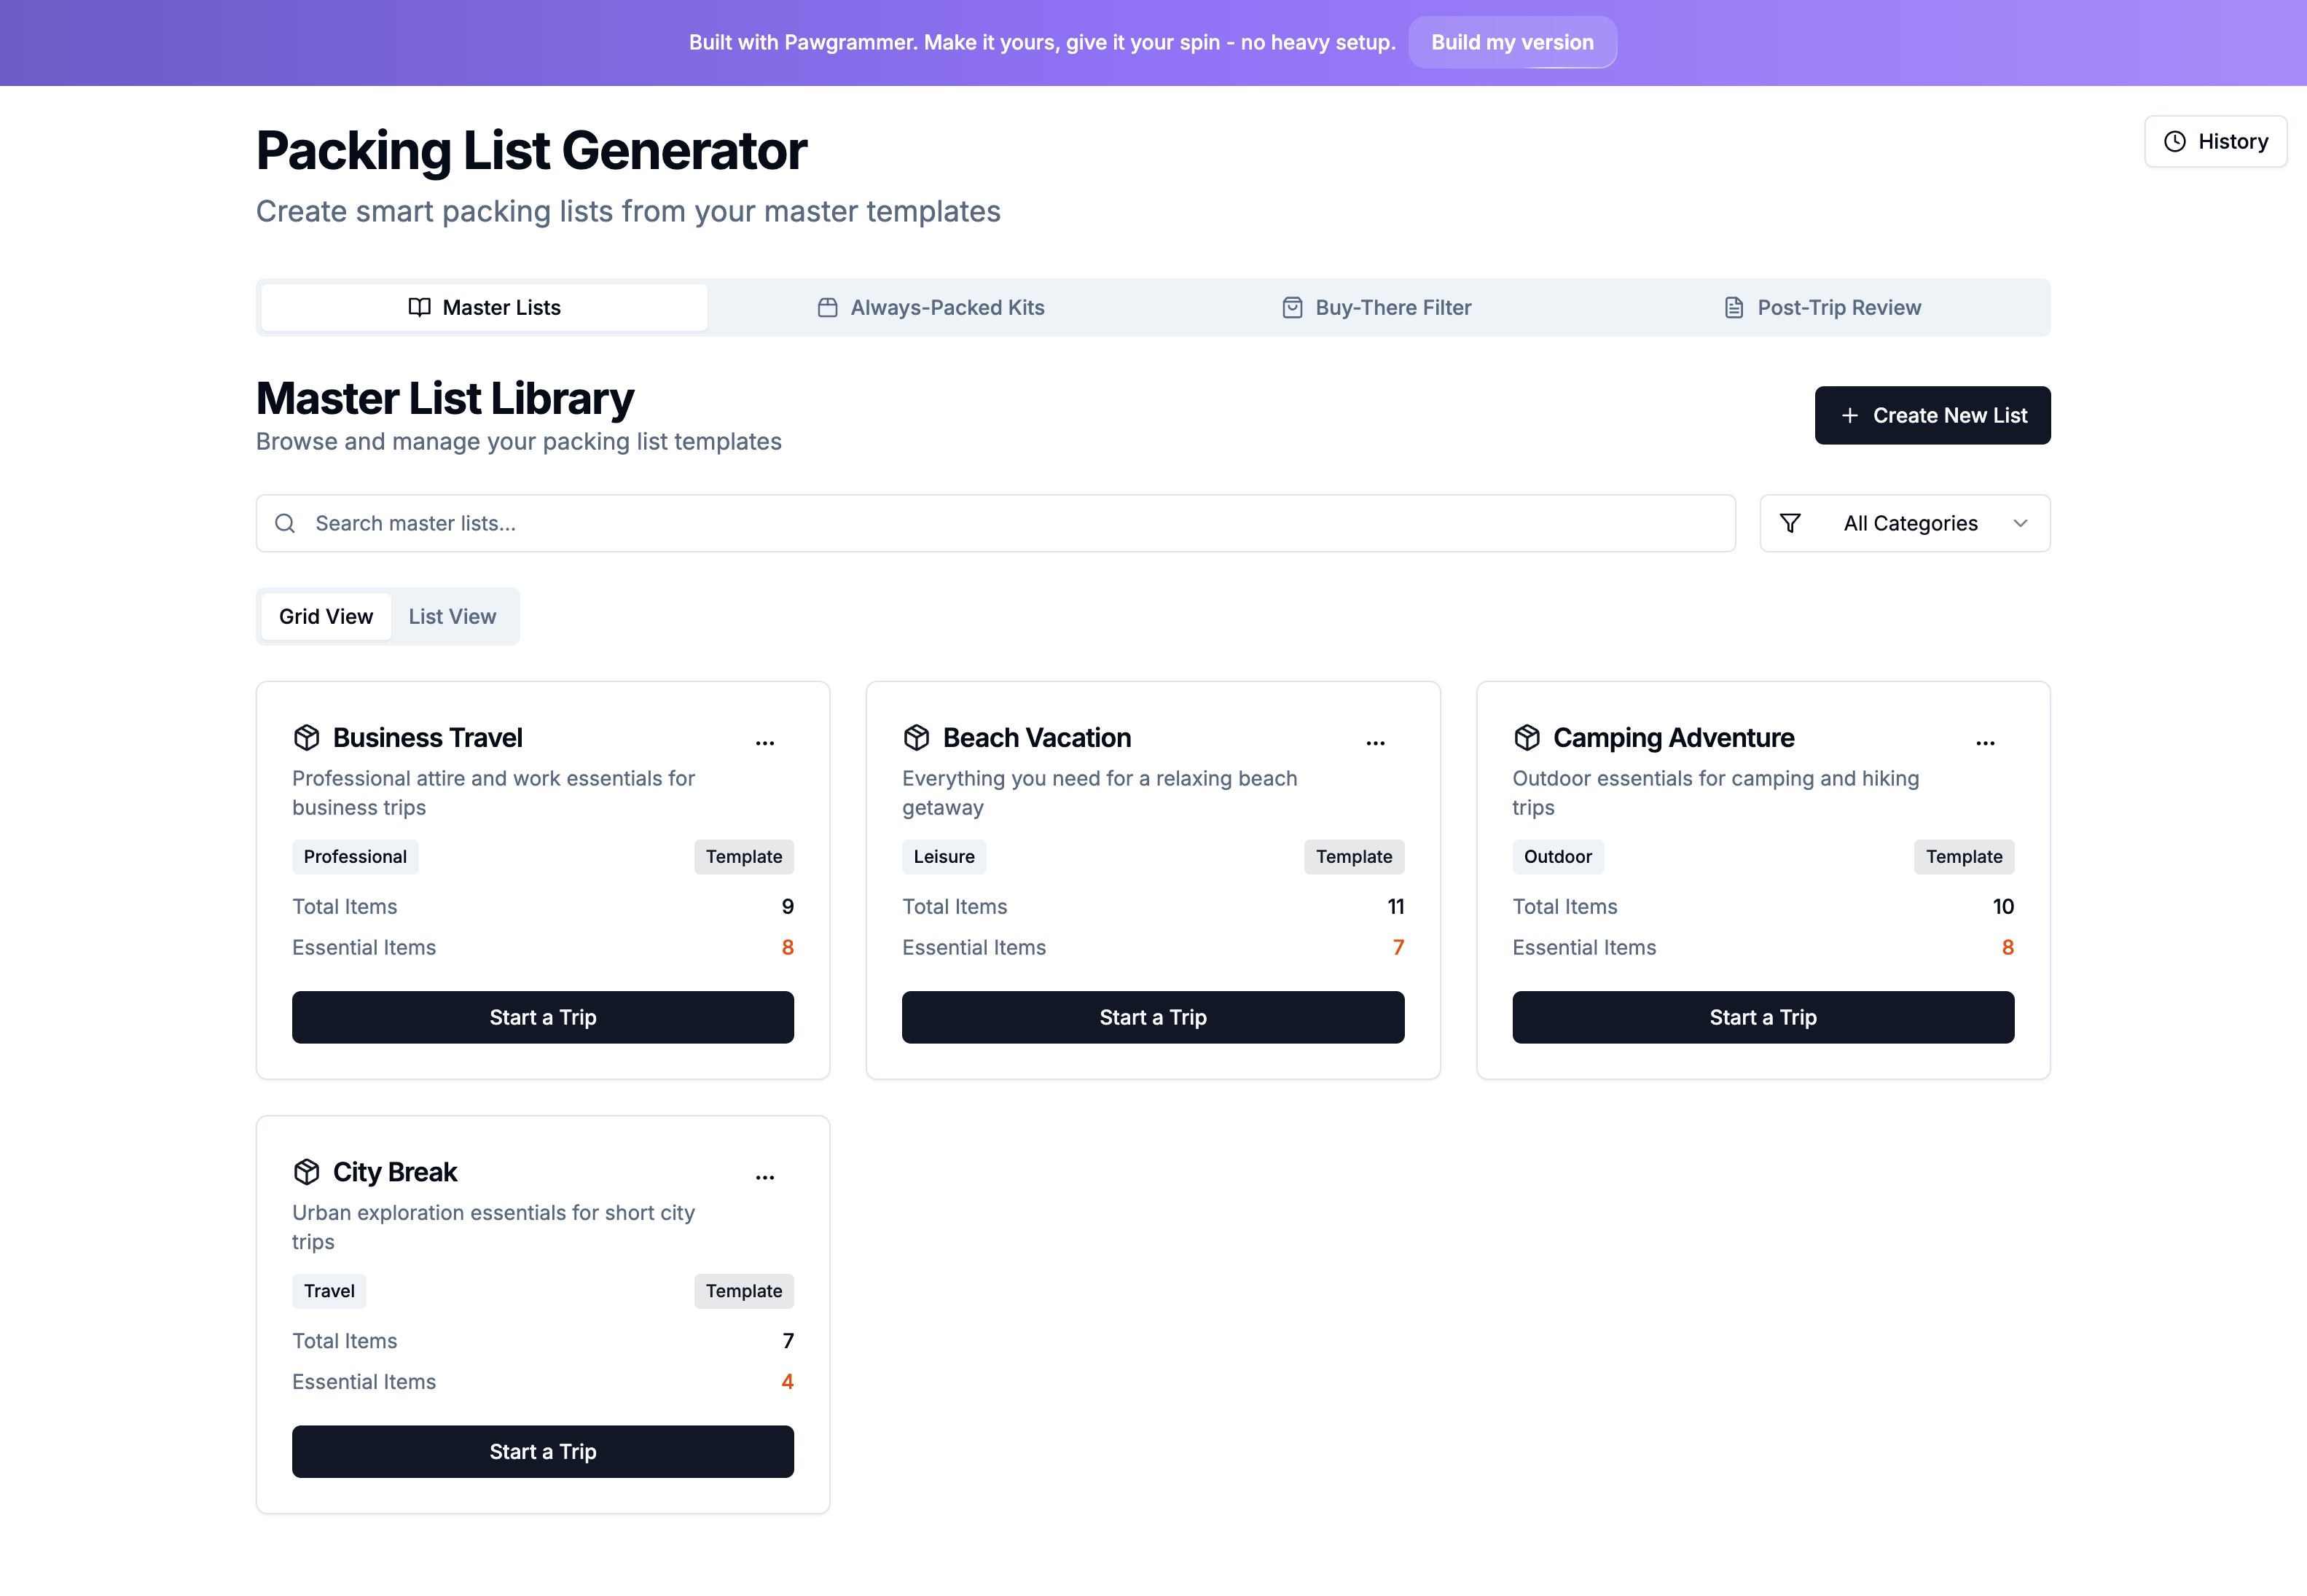 Built with Pawgrammer. Make it yours, give it your spin - no heavy setup. Build my version
Packing List Generator
History
Create smart packing lists from your master templates
Master Lists Always-Packed Kits Buy-There Filter Post-Trip Review
Master List Library
Create New List
Browse and manage your packing list templates
Search master lists... All Categories
Grid View List View
Business Travel
Professional attire and work essentials for
business trips
Professional Template
Total Items 9
Essential Items 8
Start a Trip
Beach Vacation
Everything you need for a relaxing beach
getaway
Leisure Template
Total Items 11
Essential Items 7
Start a Trip
Camping Adventure
Outdoor essentials for camping and hiking
trips
Outdoor Template
Total Items 10
Essential Items 8
Start a Trip
City Break
Urban exploration essentials for short city
trips
Travel Template
Total Items 7
Essential Items 4
Start a Trip